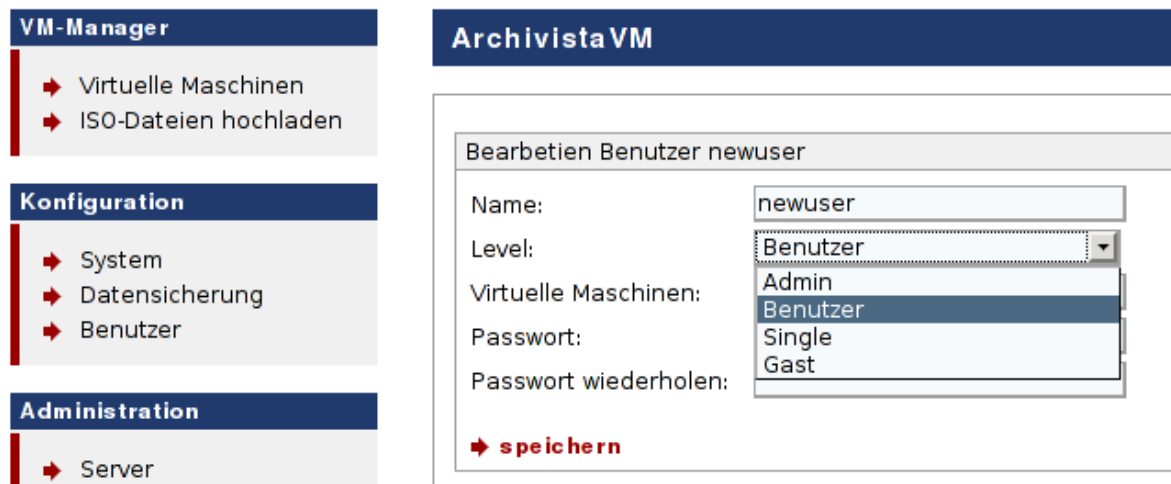 VM-Manager
Virtuelle Maschinen
ISO-Dateien hochladen
Konfiguration
System
Datensicherung
Benutzer
Administration
Server
ArchivistaVM
Bearbetien Benutzer newuser
Name: newuser
Level: Benutzer
Admin
Benutzer
Single
Gast
Virtuelle Maschinen:
Passwort:
Passwort wiederholen:
speichern